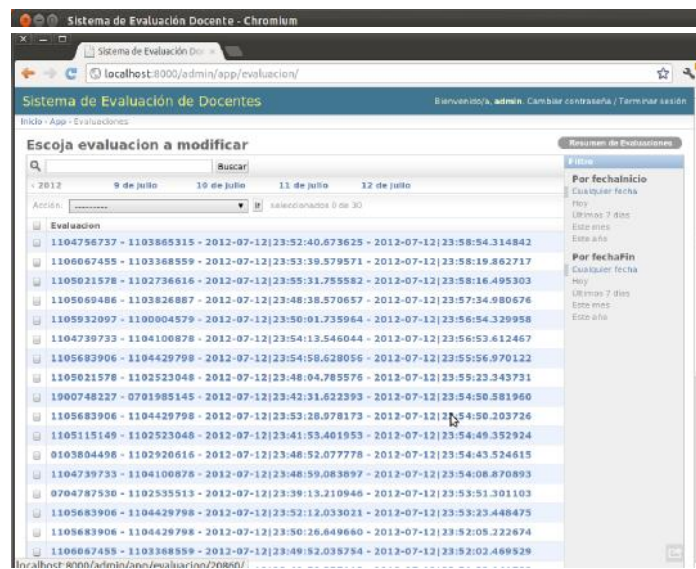 Sistema de Evaluación Docente - Chromium
Sistema de Evaluación Do
localhost:8000/admin/app/evaluacion/
Sistema de Evaluación de Docentes
Bienvenido/a, admin. Cambiar contraseña / Terminar sesión
Inicio › App › Evaluaciones
Escoja evaluacion a modificar
Resumen de Evaluaciones
Buscar
‹ 2012 9 de julio 10 de julio 11 de julio 12 de julio
Acción: --------- Ir seleccionados 0 de 30
Evaluacion
1104756737 - 1103865315 - 2012-07-12|23:52:40.673625 - 2012-07-12|23:58:54.314842
1106067455 - 1103368559 - 2012-07-12|23:53:39.579571 - 2012-07-12|23:58:19.862717
1105021578 - 1102736616 - 2012-07-12|23:55:31.755582 - 2012-07-12|23:58:16.495303
1105069486 - 1103826887 - 2012-07-12|23:48:38.570657 - 2012-07-12|23:57:34.980676
1105932097 - 1100004579 - 2012-07-12|23:50:01.735964 - 2012-07-12|23:56:54.329958
1104739733 - 1104100878 - 2012-07-12|23:54:13.546044 - 2012-07-12|23:56:53.612467
1105683906 - 1104429798 - 2012-07-12|23:54:58.628056 - 2012-07-12|23:55:56.970122
1105021578 - 1102523048 - 2012-07-12|23:48:04.785576 - 2012-07-12|23:55:23.343731
1900748227 - 0701985145 - 2012-07-12|23:42:31.622393 - 2012-07-12|23:54:50.581960
1105683906 - 1104429798 - 2012-07-12|23:53:28.978173 - 2012-07-12|23:54:50.203726
1105115149 - 1102523048 - 2012-07-12|23:41:53.401953 - 2012-07-12|23:54:49.352924
0103804498 - 1102920616 - 2012-07-12|23:48:52.077778 - 2012-07-12|23:54:43.524615
1104739733 - 1104100878 - 2012-07-12|23:48:59.083897 - 2012-07-12|23:54:08.870893
0704787530 - 1102535513 - 2012-07-12|23:39:13.210946 - 2012-07-12|23:53:51.301103
1105683906 - 1104429798 - 2012-07-12|23:52:12.033021 - 2012-07-12|23:53:23.448475
1105683906 - 1104429798 - 2012-07-12|23:50:26.649660 - 2012-07-12|23:52:05.222674
1106067455 - 1103368559 - 2012-07-12|23:49:52.035754 - 2012-07-12|23:52:02.469529
localhost:8000/admin/app/evaluacion/20860/
Filtro
Por fechaInicio
Cualquier fecha
Hoy
Últimos 7 días
Este mes
Este año
Por fechaFin
Cualquier fecha
Hoy
Últimos 7 días
Este mes
Este año